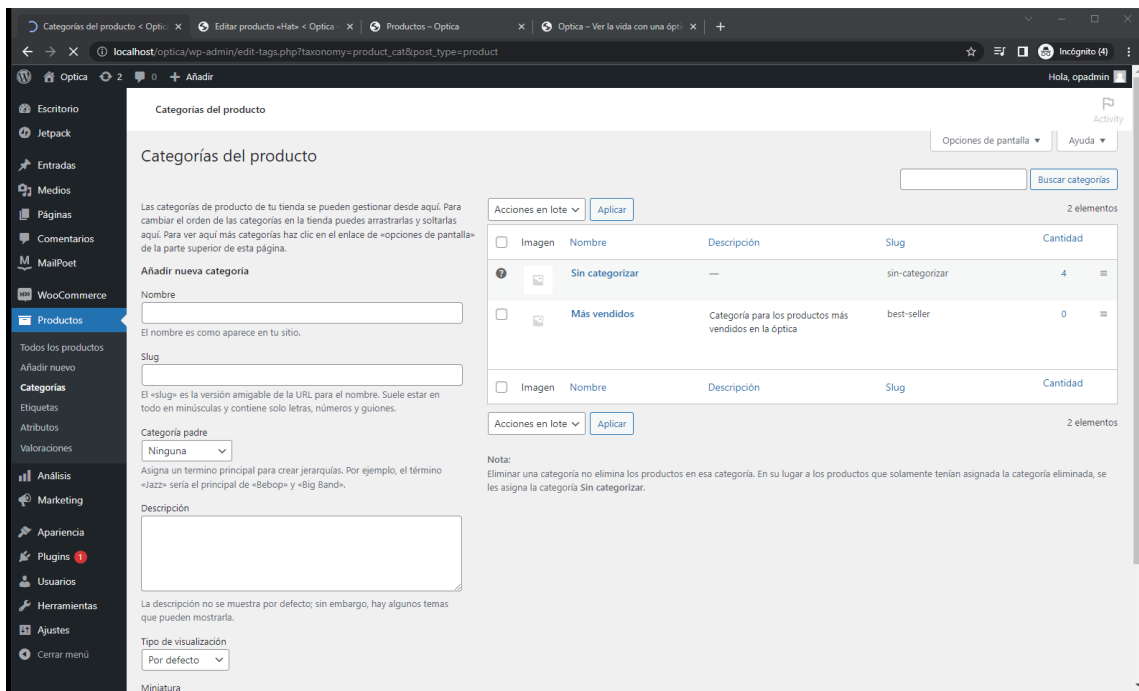 Categorías del producto < Optic
Editar producto «Hat» < Optica
Productos – Optica
Optica – Ver la vida con una ópti
localhost/optica/wp-admin/edit-tags.php?taxonomy=product_cat&post_type=product
Incógnito (4)
Optica 2 0 + Añadir
Hola, opadmin
Escritorio
Jetpack
Entradas
Medios
Páginas
Comentarios
MailPoet
WooCommerce
Productos
Todos los productos
Añadir nuevo
Categorías
Etiquetas
Atributos
Valoraciones
Análisis
Marketing
Apariencia
Plugins 1
Usuarios
Herramientas
Ajustes
Cerrar menú
Categorías del producto
Activity
Opciones de pantalla
Ayuda
Categorías del producto
Buscar categorías
Las categorías de producto de tu tienda se pueden gestionar desde aquí. Para
cambiar el orden de las categorías en la tienda puedes arrastrarlas y soltarlas
aquí. Para ver aquí más categorías haz clic en el enlace de «opciones de pantalla»
de la parte superior de esta página.
Añadir nueva categoría
Nombre
El nombre es como aparece en tu sitio.
Slug
El «slug» es la versión amigable de la URL para el nombre. Suele estar en
todo en minúsculas y contiene solo letras, números y guiones.
Categoría padre
Ninguna
Asigna un termino principal para crear jerarquías. Por ejemplo, el término
«Jazz» sería el principal de «Bebop» y «Big Band».
Descripción
La descripción no se muestra por defecto; sin embargo, hay algunos temas
que pueden mostrarla.
Tipo de visualización
Por defecto
Miniatura
Acciones en lote Aplicar 2 elementos
Imagen Nombre Descripción Slug Cantidad
Sin categorizar — sin-categorizar 4
Más vendidos Categoría para los productos más best-seller 0
vendidos en la óptica
Imagen Nombre Descripción Slug Cantidad
Acciones en lote Aplicar 2 elementos
Nota:
Eliminar una categoría no elimina los productos en esa categoría. En su lugar a los productos que solamente tenían asignada la categoría eliminada, se
les asigna la categoría Sin categorizar.